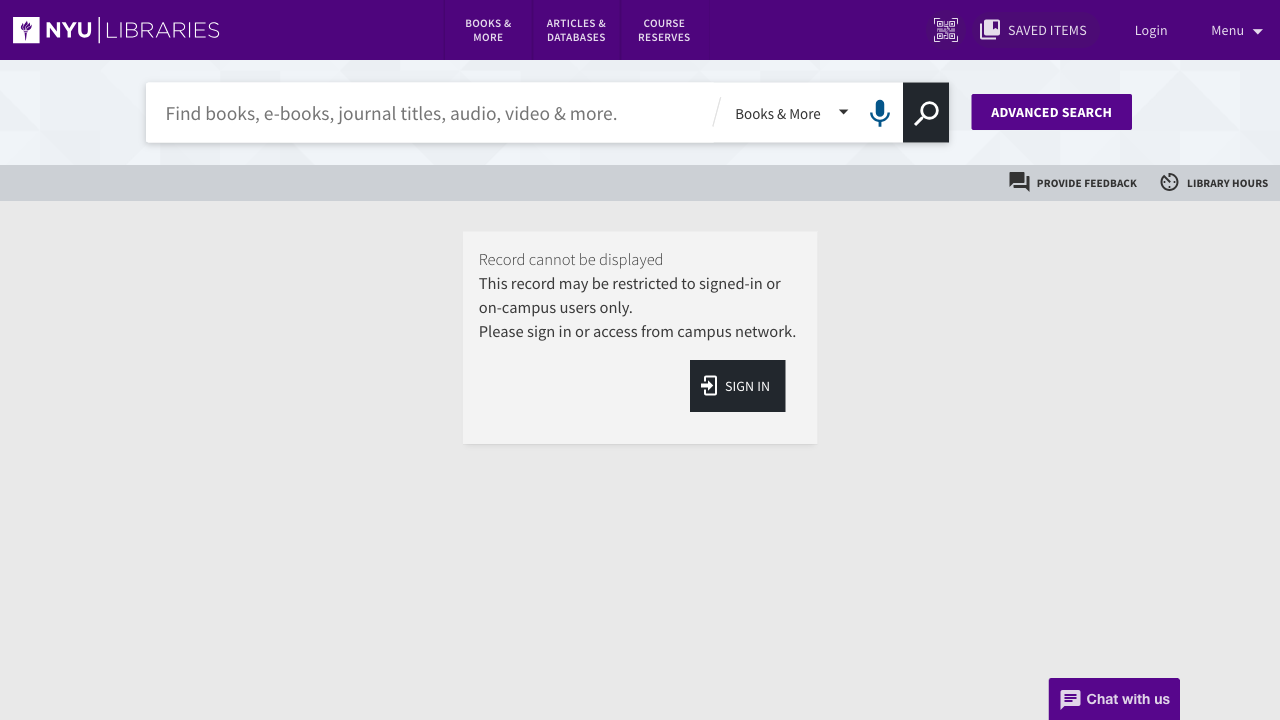 NYU LIBRARIES
BOOKS &
MORE
ARTICLES &
DATABASES
COURSE
RESERVES
SAVED ITEMS
Login
Menu
Find books, e-books, journal titles, audio, video & more.
Books & More
ADVANCED SEARCH
PROVIDE FEEDBACK
LIBRARY HOURS
Record cannot be displayed
This record may be restricted to signed-in or
on-campus users only.
Please sign in or access from campus network.
SIGN IN
Chat with us